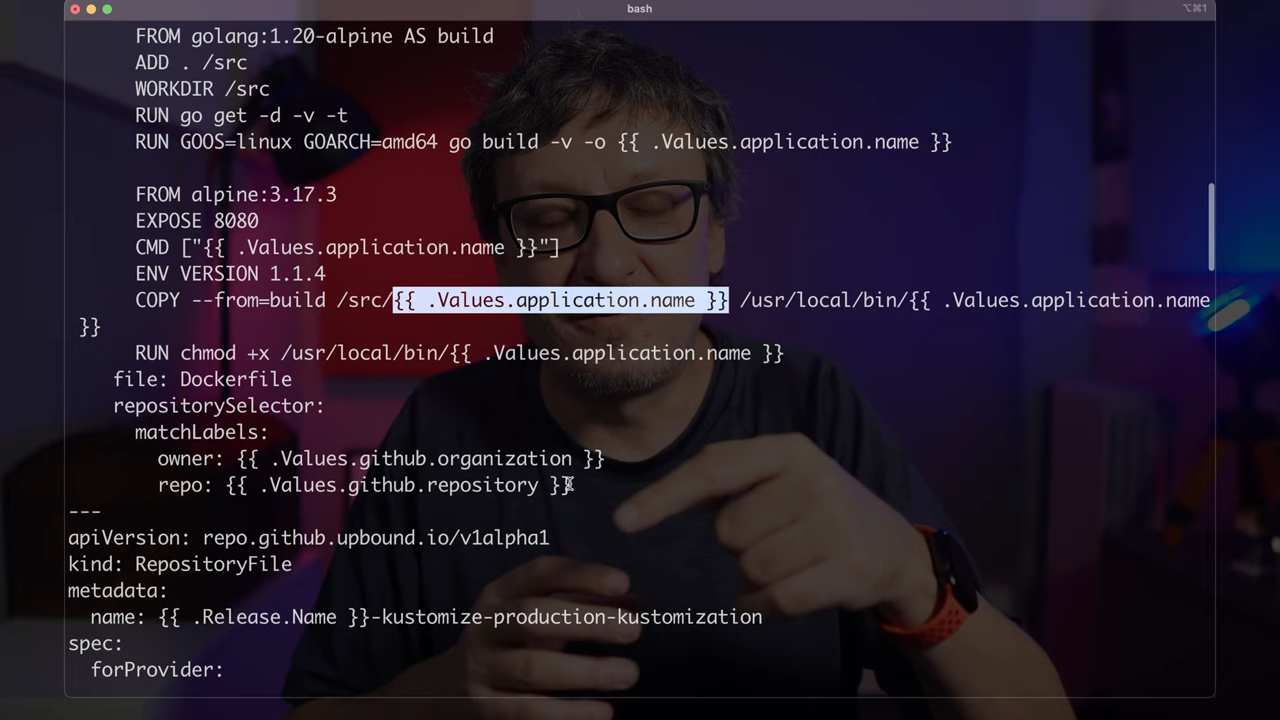 bash
⌥⌘1
FROM golang:1.20-alpine AS build
ADD . /src
WORKDIR /src
RUN go get -d -v -t
RUN GOOS=linux GOARCH=amd64 go build -v -o {{ .Values.application.name }}
FROM alpine:3.17.3
EXPOSE 8080
CMD ["{{ .Values.application.name }}"]
ENV VERSION 1.1.4
COPY --from=build /src/{{ .Values.application.name }} /usr/local/bin/{{ .Values.application.name
}}
RUN chmod +x /usr/local/bin/{{ .Values.application.name }}
file: Dockerfile
repositorySelector:
matchLabels:
owner: {{ .Values.github.organization }}
repo: {{ .Values.github.repository }}
---
apiVersion: repo.github.upbound.io/v1alpha1
kind: RepositoryFile
metadata:
name: {{ .Release.Name }}-kustomize-production-kustomization
spec:
forProvider: